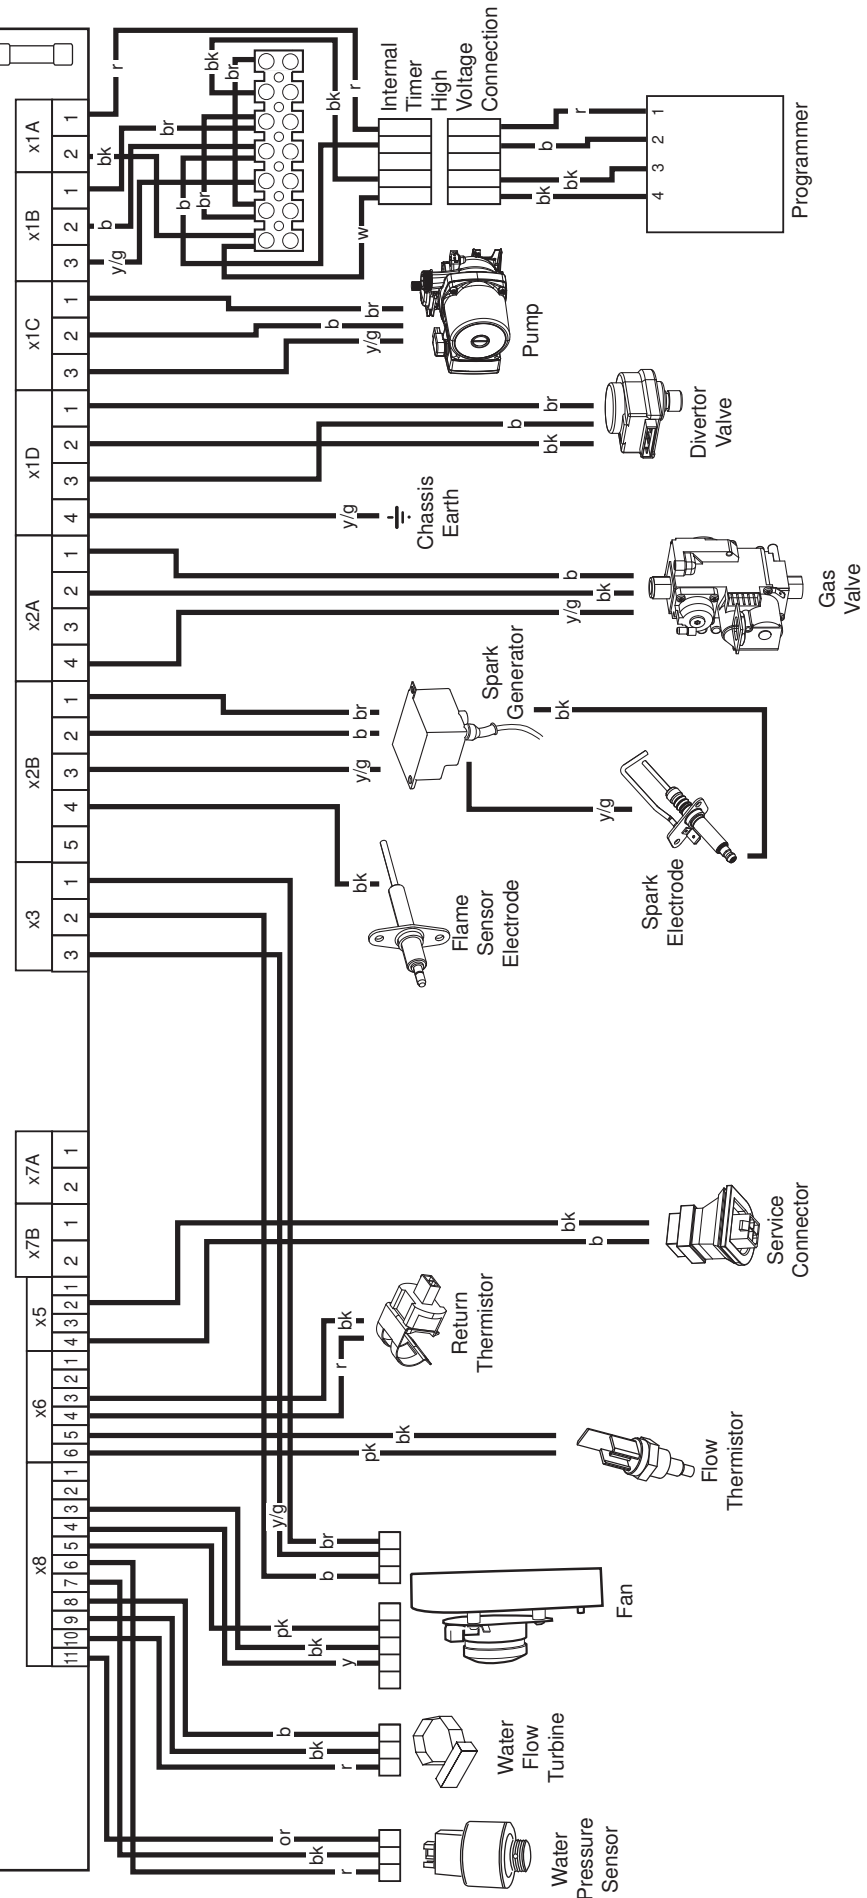 x8 x6 x5 x7B x7A x3 x2B x2A x1D x1C x1B x1A
11 10 9 8 7 6 5 4 3 2 1 6 5 4 3 2 1 4 3 2 1 2 1 2 1 3 2 1 5 4 3 2 1 4 3 2 1 4 3 2 1 3 2 1 3 2 1 2 1
r
bk
b
y/g
br
b
br
bk
br
bk
r
w
Internal
Timer
High
Voltage
Connection
r
b
bk
bk
1
2
3
4
Programmer
br
b
y/g
Pump
br
b
bk
Divertor
Valve
y/g
Chassis
Earth
b
bk
y/g
Gas
Valve
br
b
y/g
Spark
Generator
bk
y/g
Spark
Electrode
bk
Flame
Sensor
Electrode
bk
b
Service
Connector
bk
r
Return
Thermistor
bk
pk
Flow
Thermistor
y/g
br
b
pk
bk
y
Fan
b
bk
r
Water
Flow
Turbine
or
bk
r
Water
Pressure
Sensor